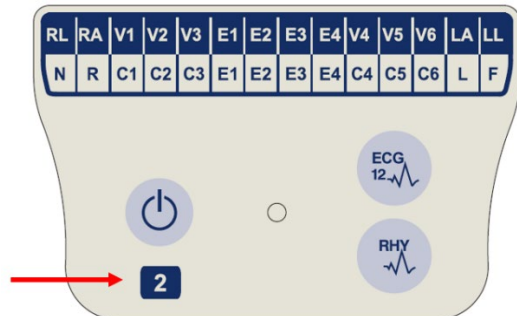 RL RA V1 V2 V3 E1 E2 E3 E4 V4 V5 V6 LA LL
N R C1 C2 C3 E1 E2 E3 E4 C4 C5 C6 L F
ECG
12
RHY
2